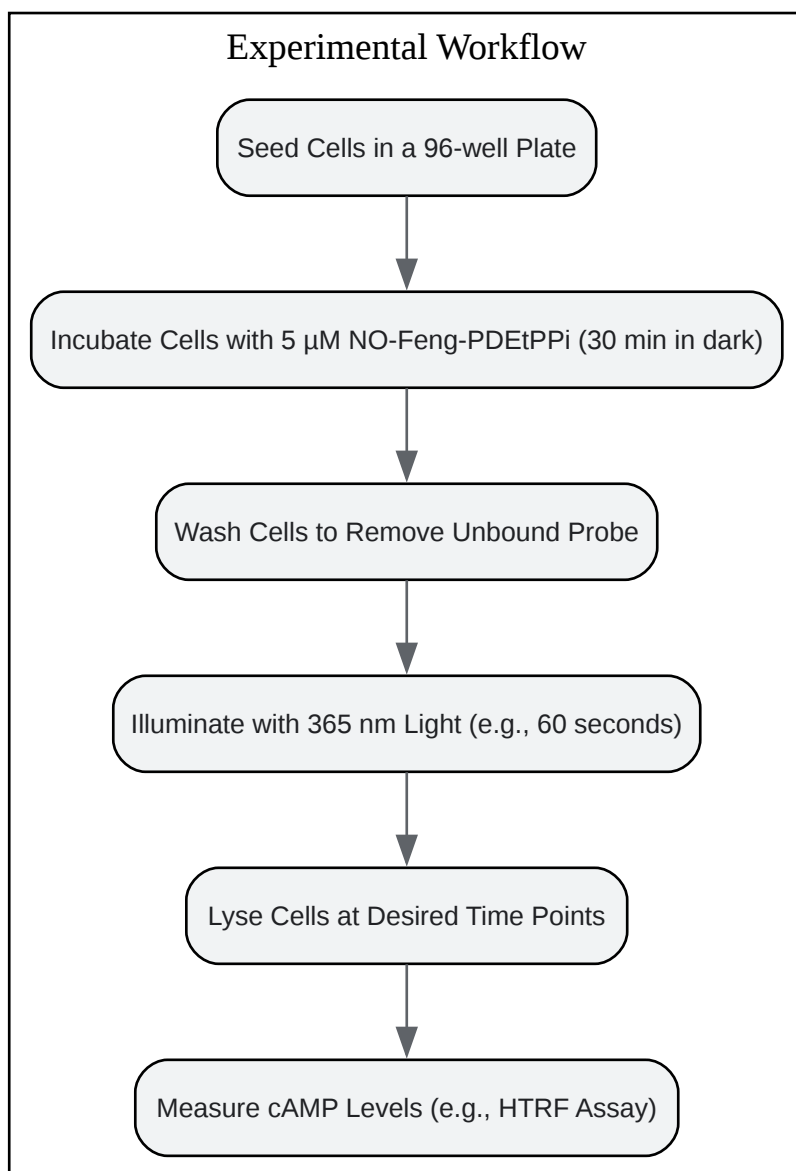 Experimental Workflow
Seed Cells in a 96-well Plate
Incubate Cells with 5 µM NO-Feng-PDEtPPi (30 min in dark)
Wash Cells to Remove Unbound Probe
Illuminate with 365 nm Light (e.g., 60 seconds)
Lyse Cells at Desired Time Points
Measure cAMP Levels (e.g., HTRF Assay)